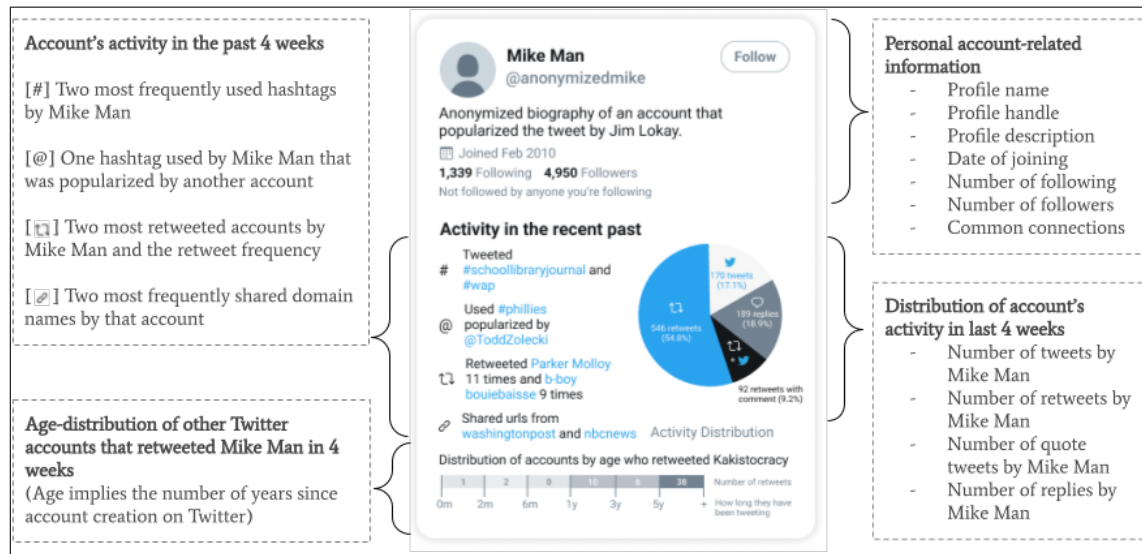 Account's activity in the past 4 weeks
[#] Two most frequently used hashtags
by Mike Man
[@] One hashtag used by Mike Man that
was popularized by another account
[ ] Two most retweeted accounts by
Mike Man and the retweet frequency
[ ] Two most frequently shared domain
names by that account
Age-distribution of other Twitter
accounts that retweeted Mike Man in 4
weeks
(Age implies the number of years since
account creation on Twitter)
Mike Man
@anonymizedmike
Follow
Anonymized biography of an account that
popularized the tweet by Jim Lokay.
Joined Feb 2010
1,339 Following 4,950 Followers
Not followed by anyone you're following
Activity in the recent past
Tweeted
# #schoollibraryjournal and
#wap
Used #phillies
@ popularized by
@ToddZolecki
Retweeted Parker Molloy
11 times and b-boy
bouiebaisse 9 times
Shared urls from
washingtonpost and nbcnews
170 tweets
(17.1%)
189 replies
(18.9%)
546 retweets
(54.8%)
+
92 retweets with
comment (9.2%)
Activity Distribution
Distribution of accounts by age who retweeted Kakistocracy
1 2 0 10 6 38 Number of retweets
0m 2m 6m 1y 3y 5y + How long they have
been tweeting
Personal account-related
information
- Profile name
- Profile handle
- Profile description
- Date of joining
- Number of following
- Number of followers
- Common connections
Distribution of account's
activity in last 4 weeks
- Number of tweets by
Mike Man
- Number of retweets by
Mike Man
- Number of quote
tweets by Mike Man
- Number of replies by
Mike Man